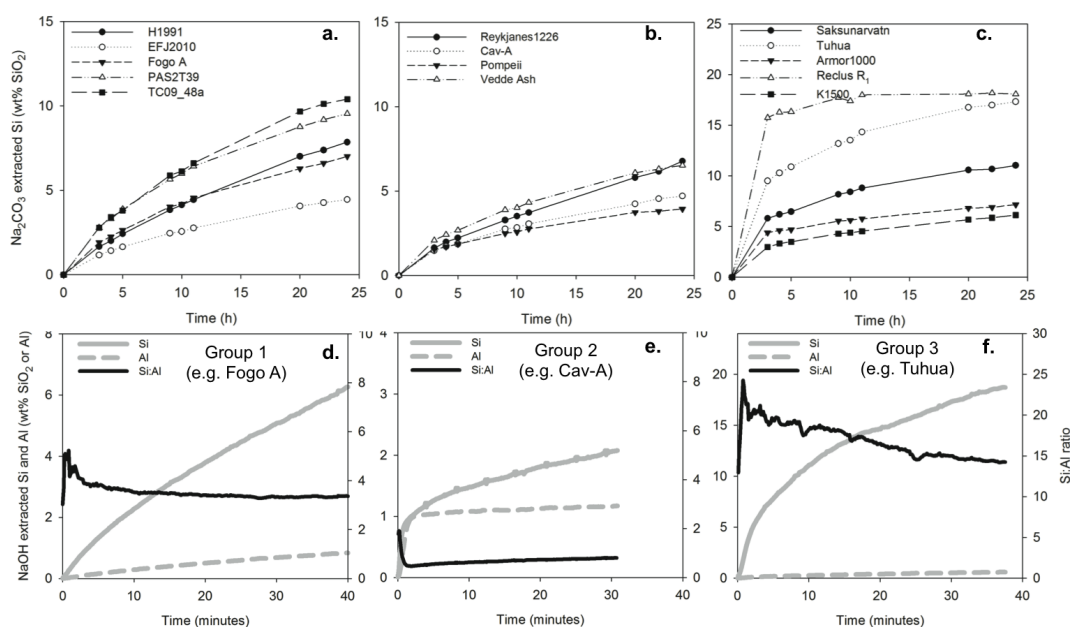 a.
15
10
5
0
Na2CO3 extracted Si (wt% SiO2)
H1991
EFJ2010
Fogo A
PAS2T39
TC09_48a
0 5 10 15 20 25
Time (h)
b.
15
10
5
0
Reykjanes1226
Cav-A
Pompeii
Vedde Ash
0 5 10 15 20 25
Time (h)
c.
25
20
15
10
5
0
Saksunarvatn
Tuhua
Armor1000
Reclus R1
K1500
0 5 10 15 20 25
Time (h)
d.
Group 1
(e.g. Fogo A)
Si
Al
Si:Al
NaOH extracted Si and Al (wt% SiO2 or Al)
8
6
4
2
0
10
8
6
4
2
0
0 10 20 30 40
Time (minutes)
e.
Group 2
(e.g. Cav-A)
Si
Al
Si:Al
4
3
2
1
0
10
8
6
4
2
0
0 10 20 30 40
Time (minutes)
f.
Group 3
(e.g. Tuhua)
Si
Al
Si:Al
20
15
10
5
0
30
25
20
15
10
5
0
Si:Al ratio
0 10 20 30 40
Time (minutes)